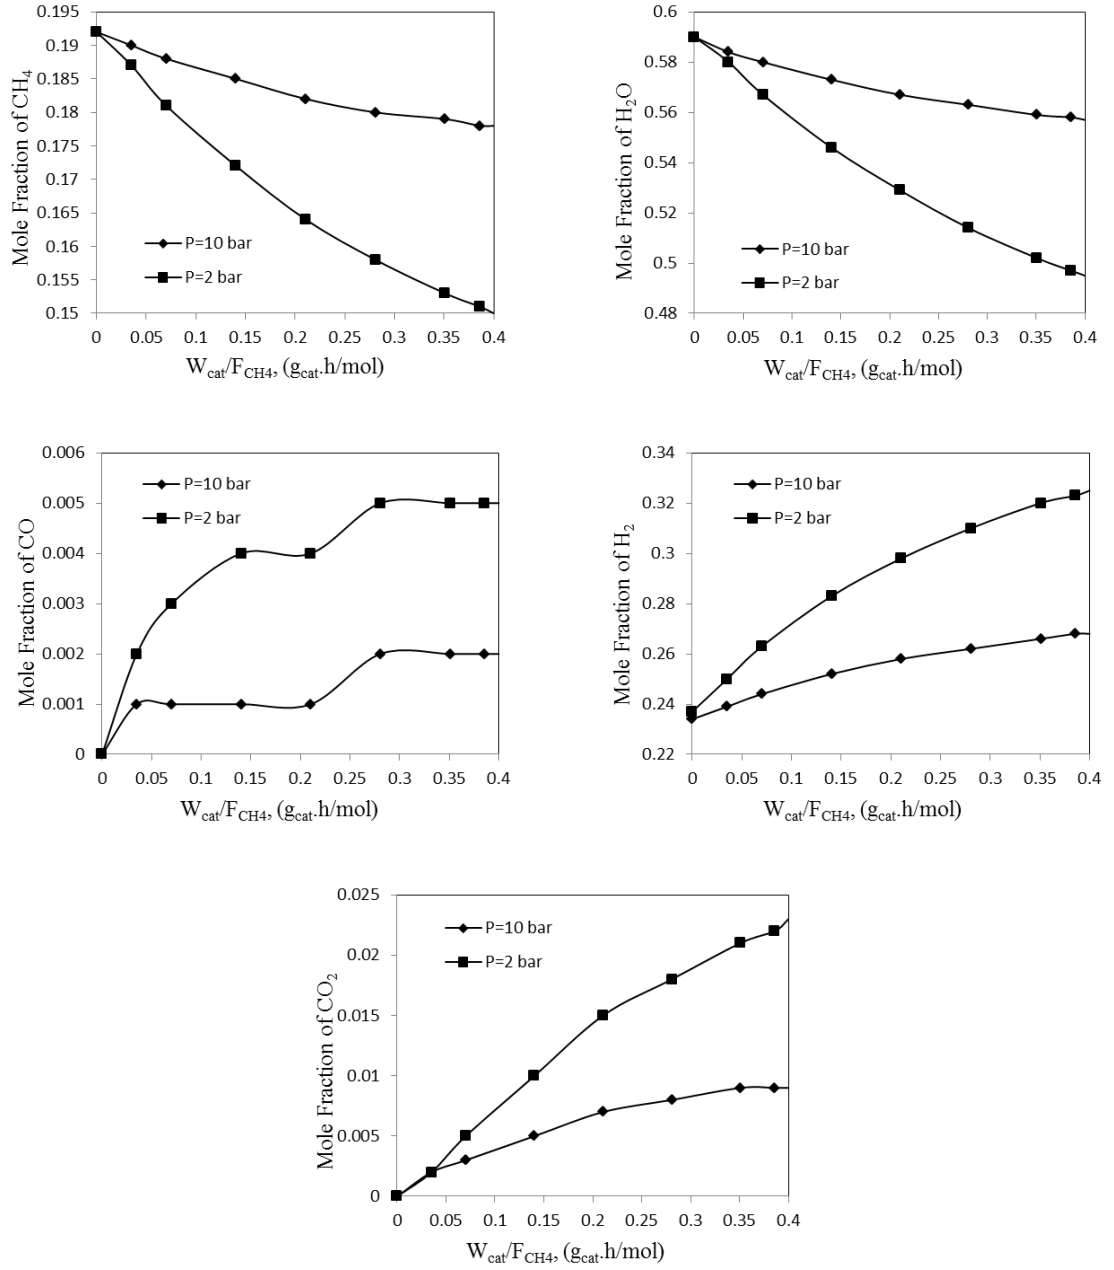 Mole Fraction of CH4
0.195
0.19
0.185
0.18
0.175
0.17
0.165
0.16
0.155
0.15
P=10 bar
P=2 bar
0 0.05 0.1 0.15 0.2 0.25 0.3 0.35 0.4
Wcat/FCH4, (gcat.h/mol)
Mole Fraction of H2O
0.6
0.58
0.56
0.54
0.52
0.5
0.48
P=10 bar
P=2 bar
0 0.05 0.1 0.15 0.2 0.25 0.3 0.35 0.4
Wcat/FCH4, (gcat.h/mol)
Mole Fraction of CO
0.006
0.005
0.004
0.003
0.002
0.001
0
P=10 bar
P=2 bar
0 0.05 0.1 0.15 0.2 0.25 0.3 0.35 0.4
Wcat/FCH4, (gcat.h/mol)
Mole Fraction of H2
0.34
0.32
0.3
0.28
0.26
0.24
0.22
P=10 bar
P=2 bar
0 0.05 0.1 0.15 0.2 0.25 0.3 0.35 0.4
Wcat/FCH4, (gcat.h/mol)
Mole Fraction of CO2
0.025
0.02
0.015
0.01
0.005
0
P=10 bar
P=2 bar
0 0.05 0.1 0.15 0.2 0.25 0.3 0.35 0.4
Wcat/FCH4, (gcat.h/mol)